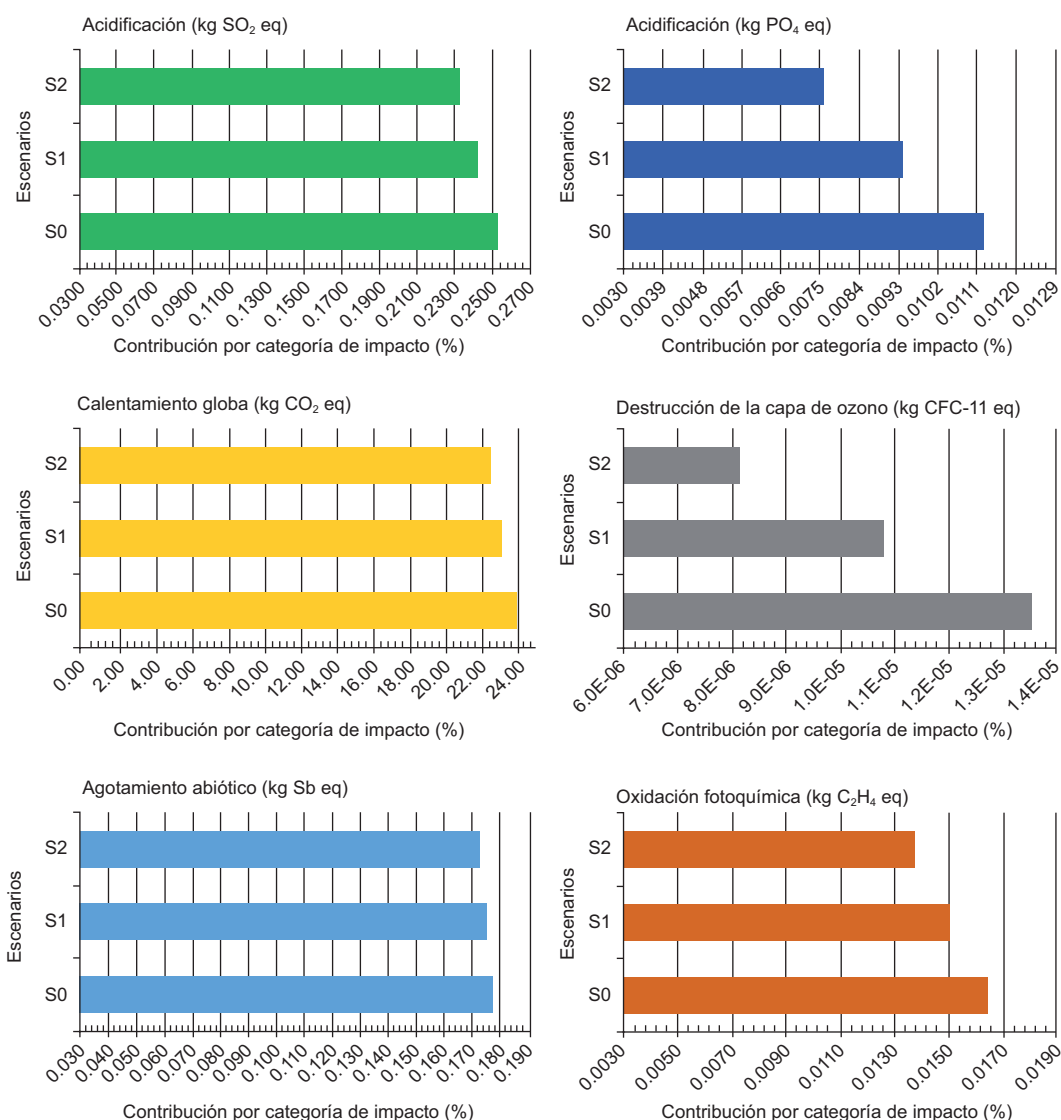 Acidificación (kg SO₂ eq)
Escenarios
S2
S1
S0
0.0300 0.0500 0.0700 0.0900 0.1100 0.1300 0.1500 0.1700 0.1900 0.2100 0.2300 0.2500 0.2700
Contribución por categoría de impacto (%)
Acidificación (kg PO₄ eq)
Escenarios
S2
S1
S0
0.0030 0.0039 0.0048 0.0057 0.0066 0.0075 0.0084 0.0093 0.0102 0.0111 0.0120 0.0129
Contribución por categoría de impacto (%)
Calentamiento globa (kg CO₂ eq)
Escenarios
S2
S1
S0
0.00 2.00 4.00 6.00 8.00 10.00 12.00 14.00 16.00 18.00 20.00 22.00 24.00
Contribución por categoría de impacto (%)
Destrucción de la capa de ozono (kg CFC-11 eq)
Escenarios
S2
S1
S0
6.0E-06 7.0E-06 8.0E-06 9.0E-06 1.0E-05 1.1E-05 1.2E-05 1.3E-05 1.4E-05
Contribución por categoría de impacto (%)
Agotamiento abiótico (kg Sb eq)
Escenarios
S2
S1
S0
0.030 0.040 0.050 0.060 0.070 0.080 0.090 0.100 0.110 0.120 0.130 0.140 0.150 0.160 0.170 0.180 0.190
Contribución por categoría de impacto (%)
Oxidación fotoquímica (kg C₂H₄ eq)
Escenarios
S2
S1
S0
0.0030 0.0050 0.0070 0.0090 0.0110 0.0130 0.0150 0.0170 0.0190
Contribución por categoría de impacto (%)